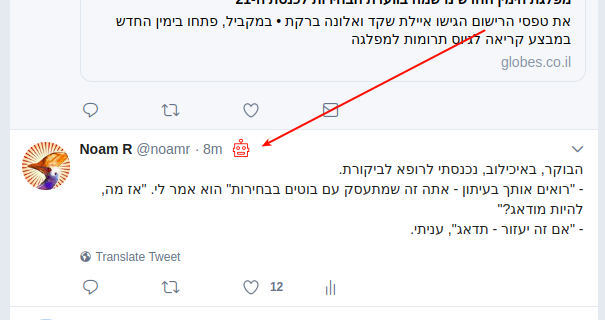 את טפסי הרישום הגישו איילת שקד ואלונה ברקת • במקביל, פתחו בימין החדש
במבצע קריאה לגיוס תרומות למפלגה
globes.co.il
Noam R @noamr · 8m
הבוקר, באיכילוב, נכנסתי לרופא לביקורת.
- "רואים אותך בעיתון - אתה זה שמתעסק עם בוטים בבחירות" הוא אמר לי. "אז מה,
להיות מודאג?"
- "אם זה יעזור - תדאג", עניתי.
Translate Tweet
12